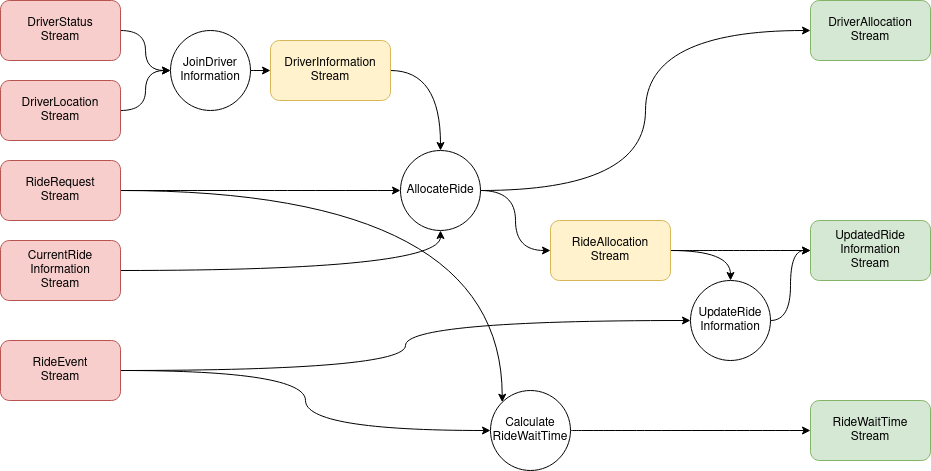 DriverStatus
Stream
DriverLocation
Stream
RideRequest
Stream
CurrentRide
Information
Stream
RideEvent
Stream
JoinDriver
Information
DriverInformation
Stream
AllocateRide
RideAllocation
Stream
UpdateRide
Information
Calculate
RideWaitTime
DriverAllocation
Stream
UpdatedRide
Information
Stream
RideWaitTime
Stream